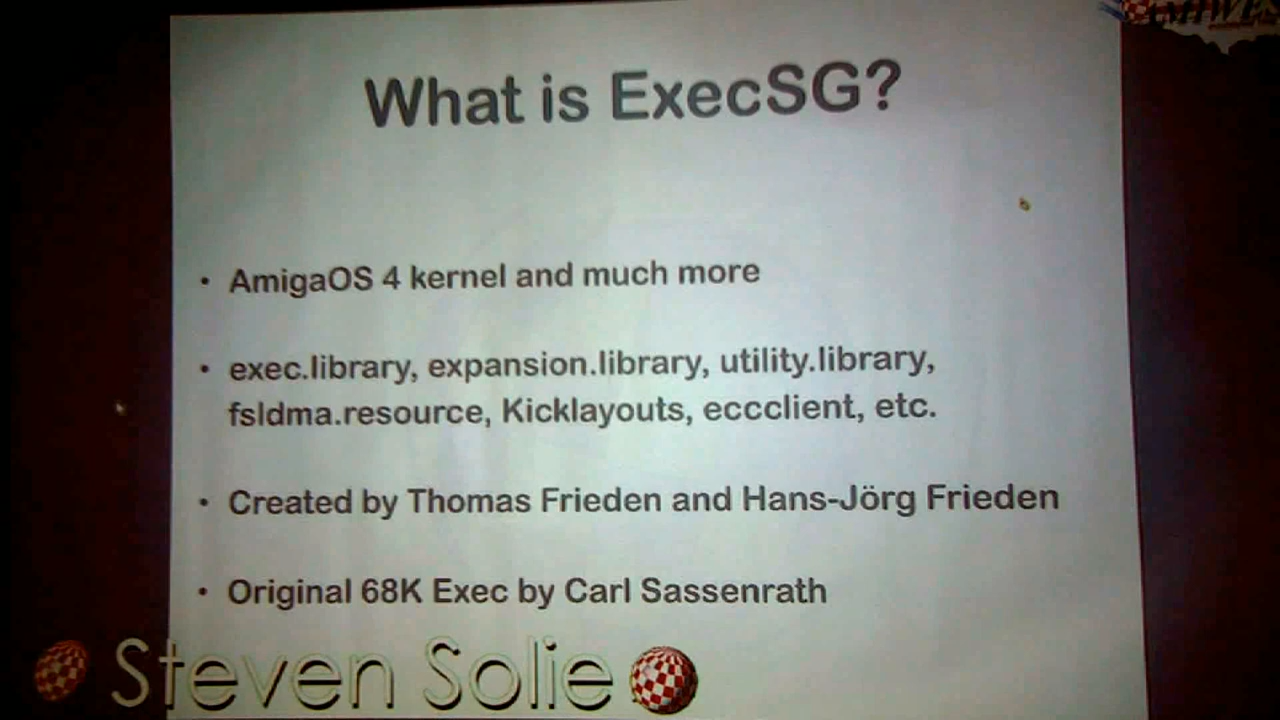 AMIWEST
What is ExecSG?
• AmigaOS 4 kernel and much more
• exec.library, expansion.library, utility.library,
fsldma.resource, Kicklayouts, eccclient, etc.
• Created by Thomas Frieden and Hans-Jörg Frieden
• Original 68K Exec by Carl Sassenrath
Steven Solie